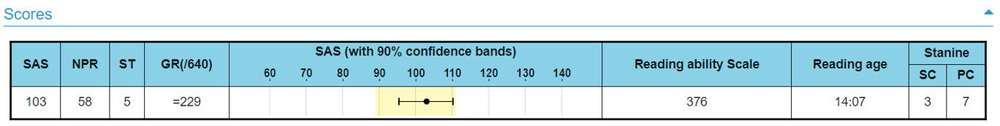 Scores
SAS NPR ST GR(/640) SAS (with 90% confidence bands) Reading ability Scale Reading age Stanine
60 70 80 90 100 110 120 130 140
SC PC
103 58 5 =229 376 14:07 3 7